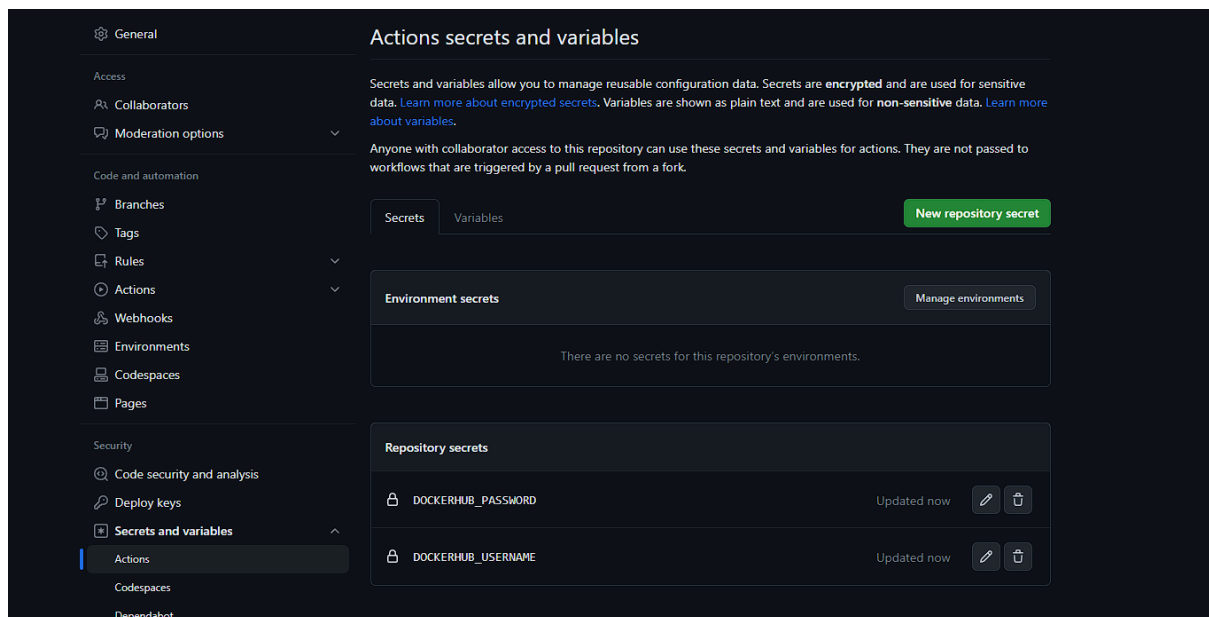 General
Access
Collaborators
Moderation options
Code and automation
Branches
Tags
Rules
Actions
Webhooks
Environments
Codespaces
Pages
Security
Code security and analysis
Deploy keys
Secrets and variables
Actions
Codespaces
Dependabot
Actions secrets and variables
Secrets and variables allow you to manage reusable configuration data. Secrets are encrypted and are used for sensitive
data. Learn more about encrypted secrets. Variables are shown as plain text and are used for non-sensitive data. Learn more
about variables.
Anyone with collaborator access to this repository can use these secrets and variables for actions. They are not passed to
workflows that are triggered by a pull request from a fork.
Secrets Variables New repository secret
Environment secrets Manage environments
There are no secrets for this repository's environments.
Repository secrets
DOCKERHUB_PASSWORD Updated now
DOCKERHUB_USERNAME Updated now